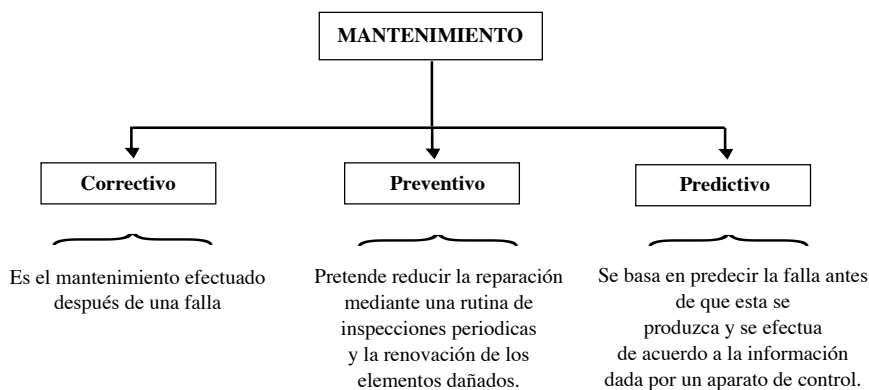 MANTENIMIENTO
Correctivo
Preventivo
Predictivo
Es el mantenimiento efectuado
después de una falla
Pretende reducir la reparación
mediante una rutina de
inspecciones periodicas
y la renovación de los
elementos dañados.
Se basa en predecir la falla antes
de que esta se
produzca y se efectua
de acuerdo a la información
dada por un aparato de control.